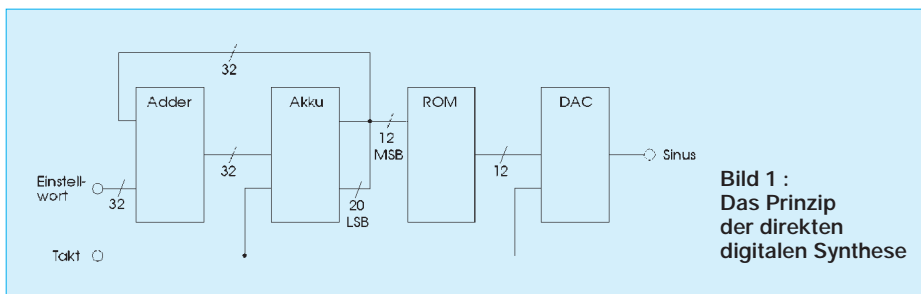 32
Adder
Akku
ROM
DAC
12
MSB
Sinus
32
12
Einstell-
wort
32
20
LSB
Takt
Bild 1 :
Das Prinzip
der direkten
digitalen Synthese